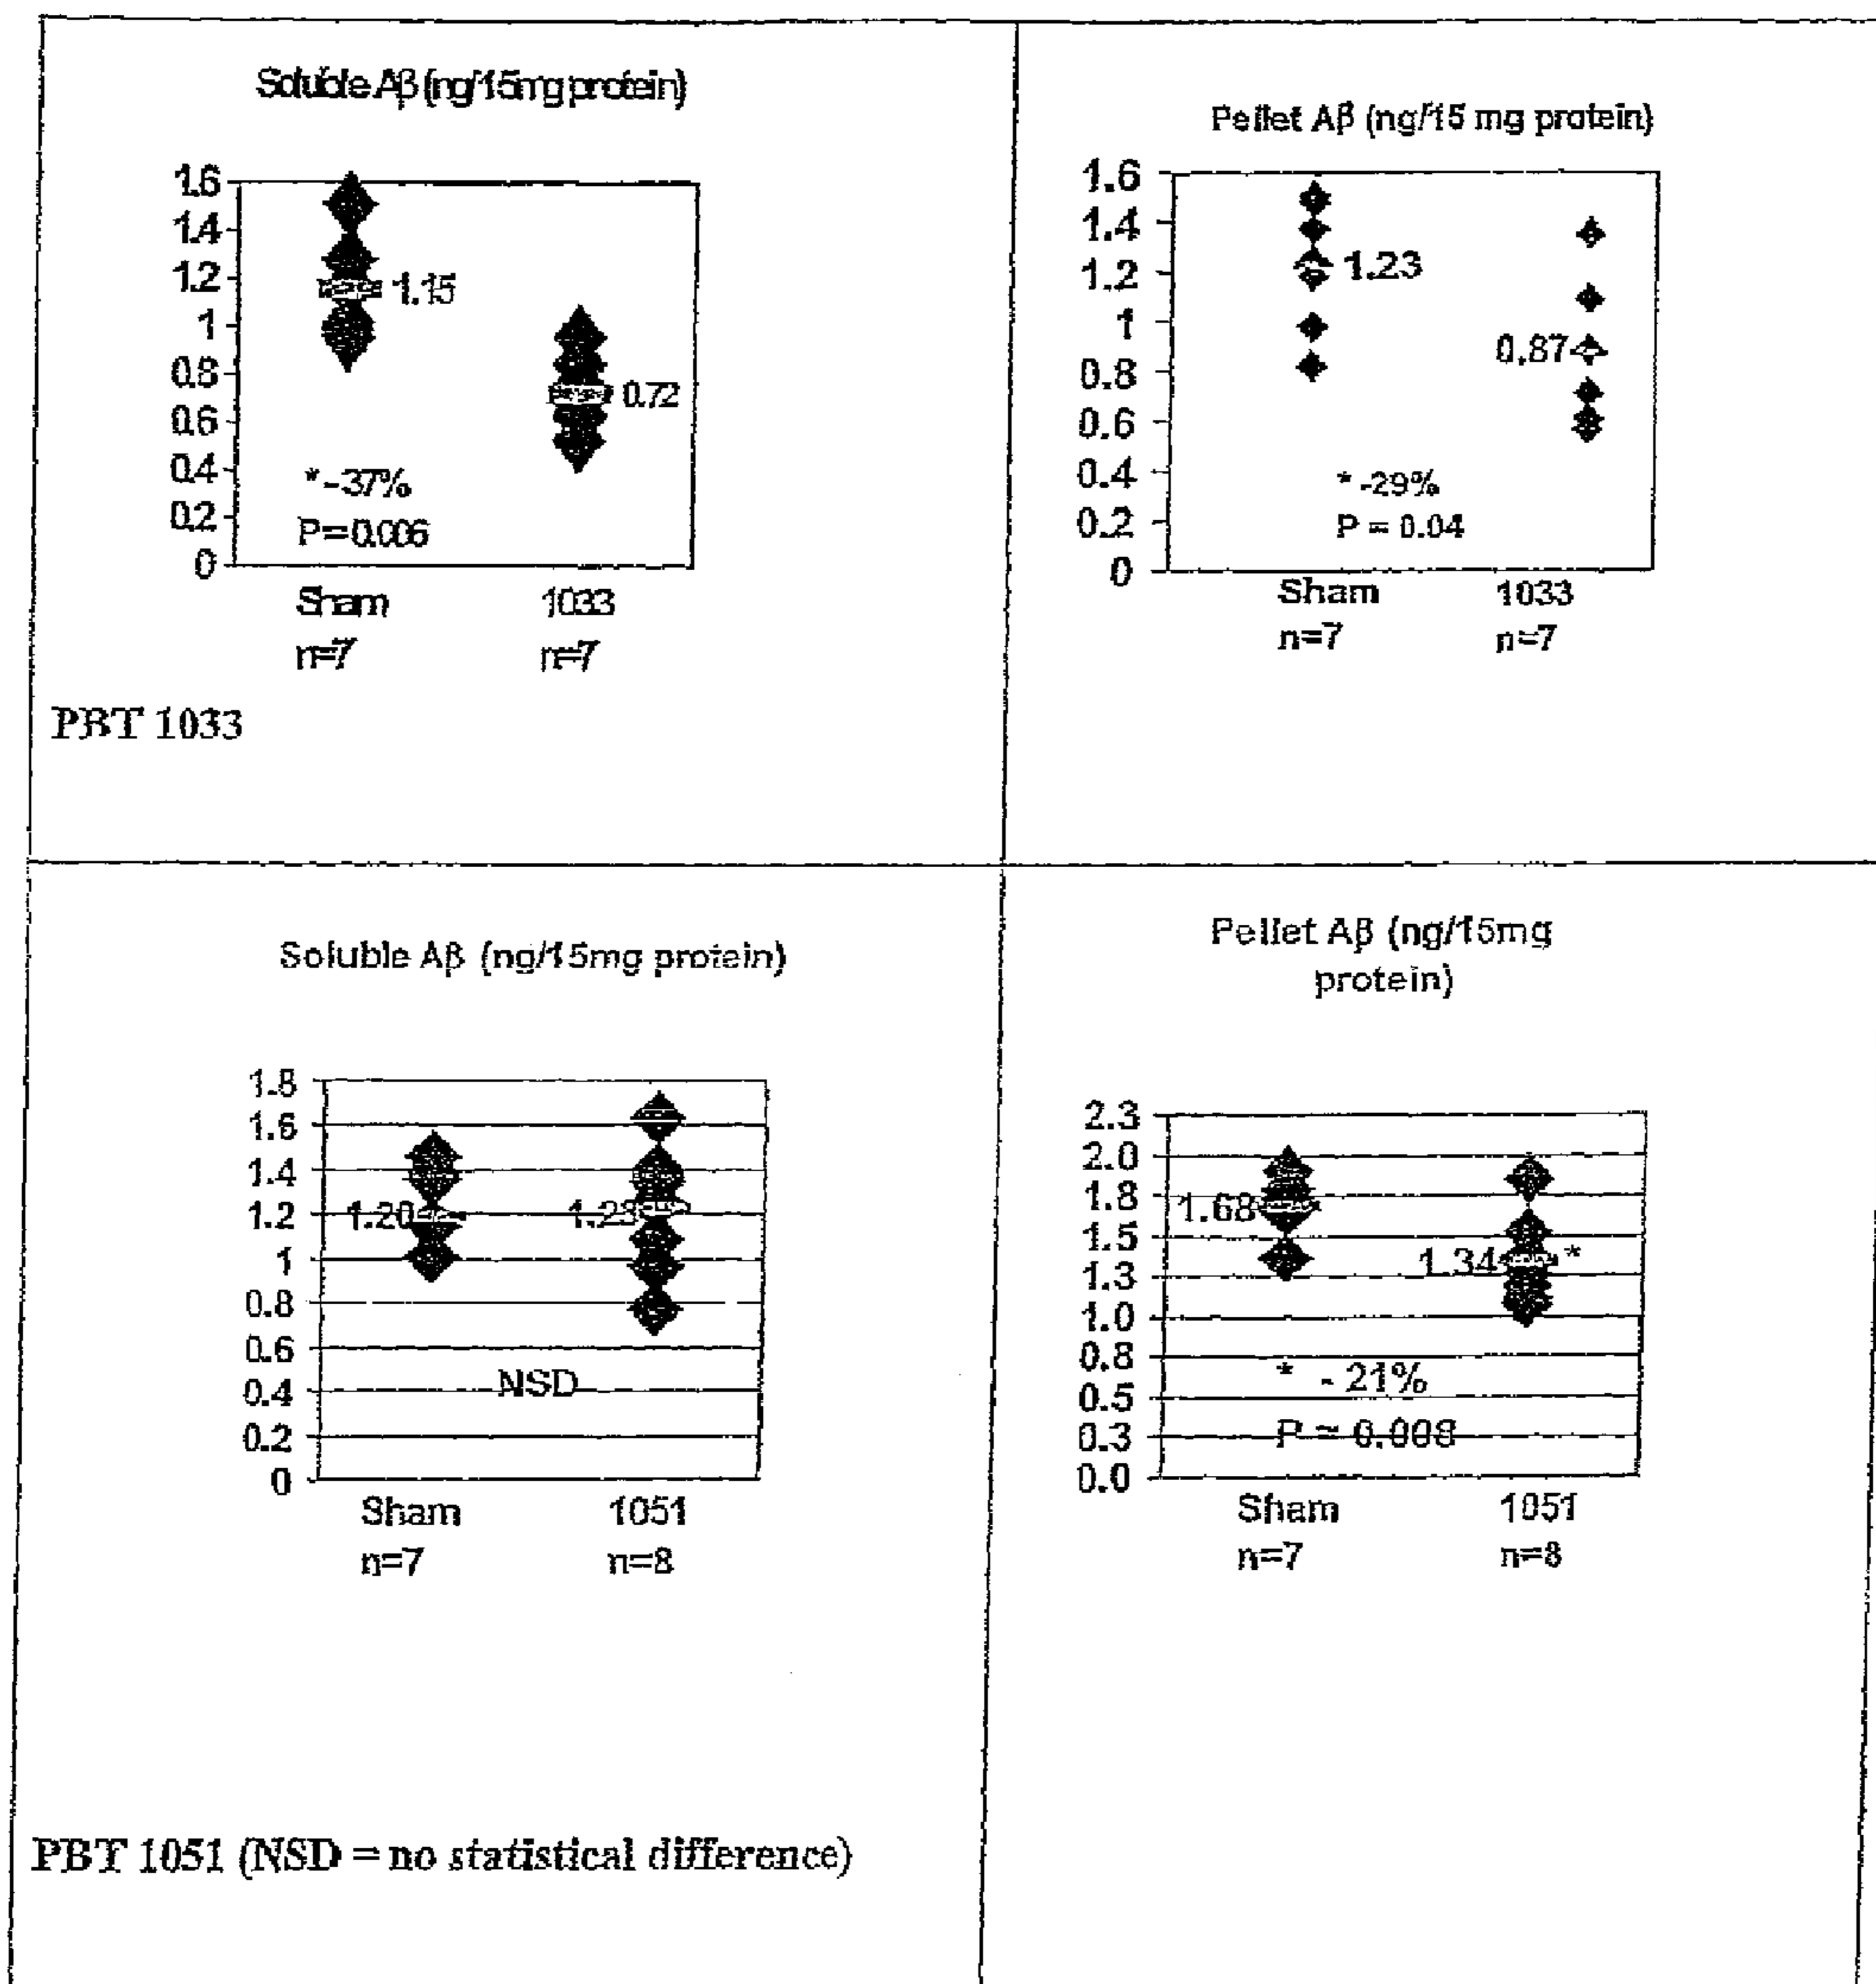 Soluble Aβ (ng/15mg protein)
1.6
1.4
1.2
1
0.8
0.6
0.4
0.2
0
1.15
0.72
* -37%
P=0.006
Sham
1033
n=7
n=7
PBT 1033
Pellet Aβ (ng/15 mg protein)
1.6
1.4
1.2
1
0.8
0.6
0.4
0.2
0
1.23
0.87
* -29%
P = 0.04
Sham
1033
n=7
n=7
Soluble Aβ (ng/15mg protein)
1.8
1.6
1.4
1.2
1
0.8
0.6
0.4
0.2
0
1.20
1.23
NSD
Sham
1051
n=7
n=8
PBT 1051 (NSD = no statistical difference)
Pellet Aβ (ng/15mg
protein)
2.3
2.0
1.8
1.5
1.3
1.0
0.8
0.5
0.3
0.0
1.68
1.34
*
* - 21%
P = 0.008
Sham
1051
n=7
n=8